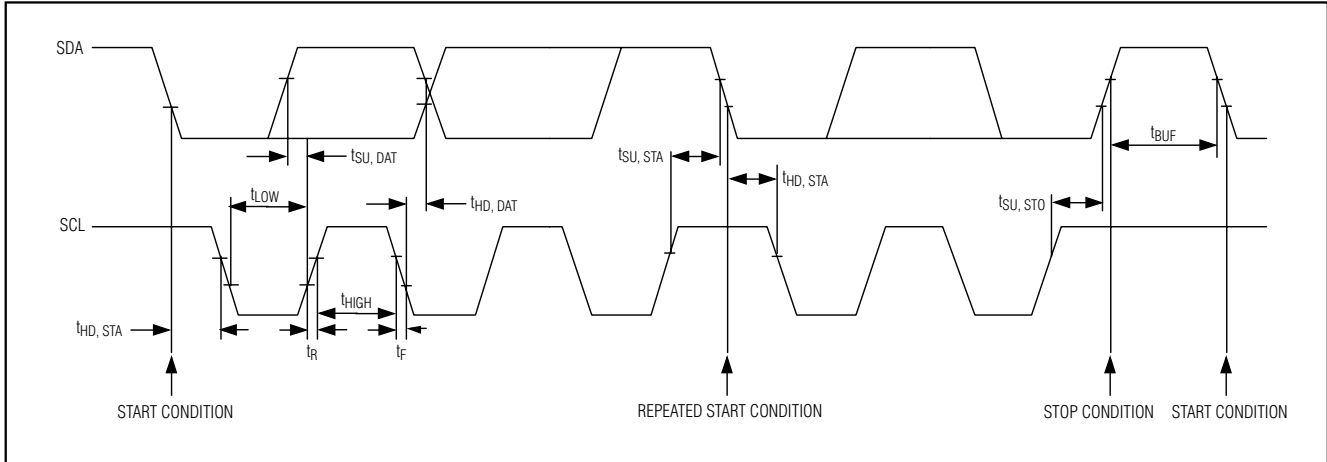 SDA
tSU, DAT
tSU, STA
tBUF
tHD, STA
tLOW
tHD, DAT
tSU, STO
SCL
tHIGH
tHD, STA
tR
tF
START CONDITION
REPEATED START CONDITION
STOP CONDITION
START CONDITION